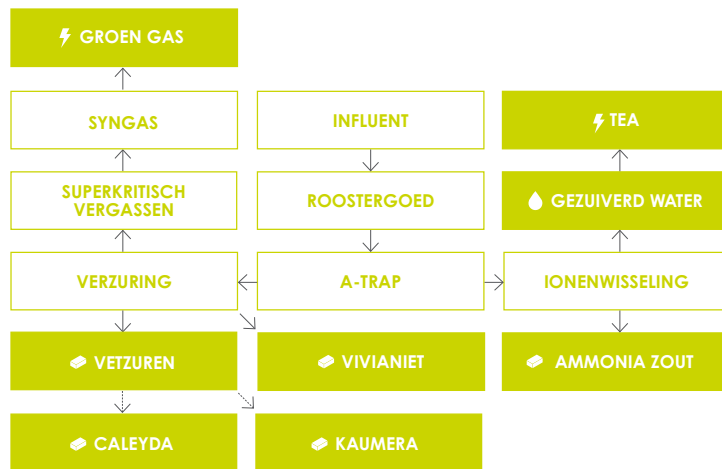 GROEN GAS
SYNGAS
INFLUENT
TEA
SUPERKRITISCH
VERGASSEN
ROOSTERGOED
GEZUIVERD WATER
VERZURING
A-TRAP
IONENWISSELING
VETZUREN
VIVIANIET
AMMONIA ZOUT
CALEYDA
KAUMERA